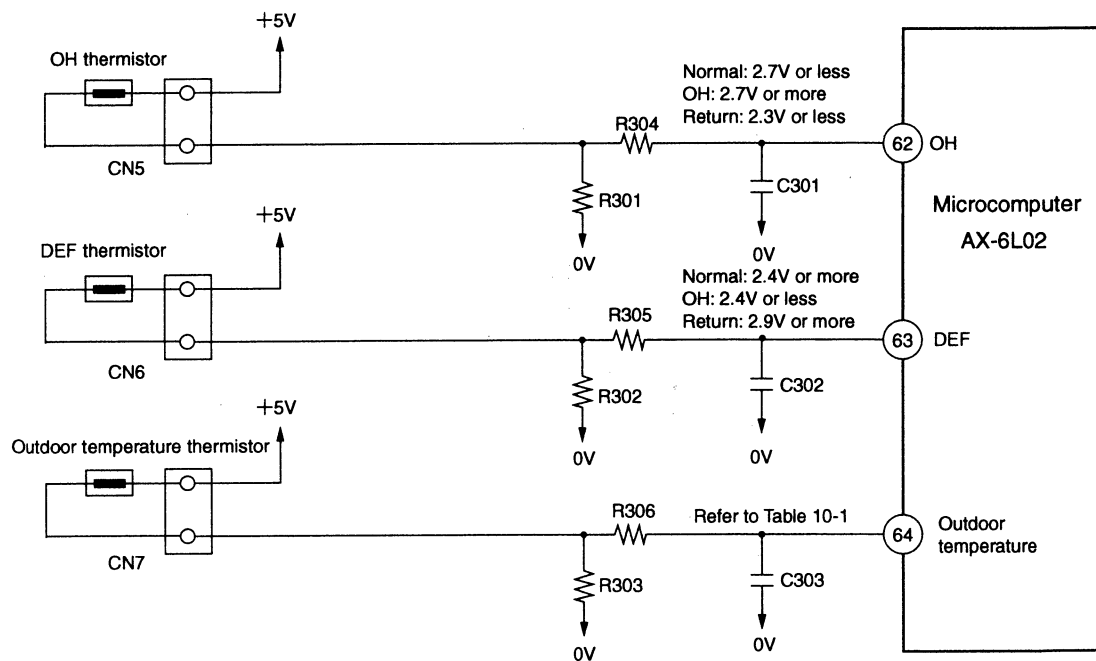 +5V
OH thermistor
CN5
R304
R301
Normal: 2.7V or less
OH: 2.7V or more
Return: 2.3V or less
C301
0V
0V
62
OH
Microcomputer
AX-6L02
+5V
DEF thermistor
CN6
R305
R302
Normal: 2.4V or more
OH: 2.4V or less
Return: 2.9V or more
C302
0V
0V
63
DEF
+5V
Outdoor temperature thermistor
CN7
R306
R303
Refer to Table 10-1
C303
0V
0V
64
Outdoor
temperature